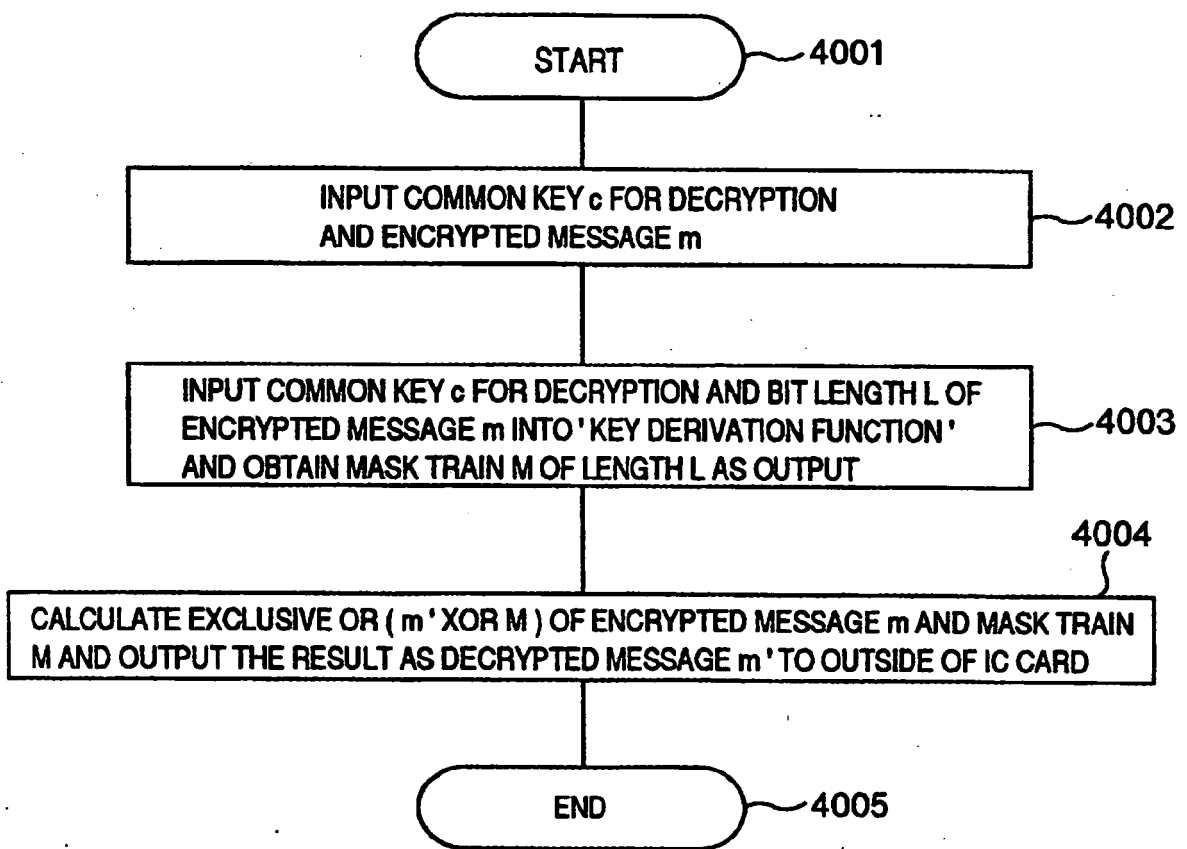 START
4001
INPUT COMMON KEY c FOR DECRYPTION
AND ENCRYPTED MESSAGE m
4002
INPUT COMMON KEY c FOR DECRYPTION AND BIT LENGTH L OF
ENCRYPTED MESSAGE m INTO ' KEY DERIVATION FUNCTION '
AND OBTAIN MASK TRAIN M OF LENGTH L AS OUTPUT
4003
4004
CALCULATE EXCLUSIVE OR ( m ' XOR M ) OF ENCRYPTED MESSAGE m AND MASK TRAIN
M AND OUTPUT THE RESULT AS DECRYPTED MESSAGE m ' TO OUTSIDE OF IC CARD
END
4005